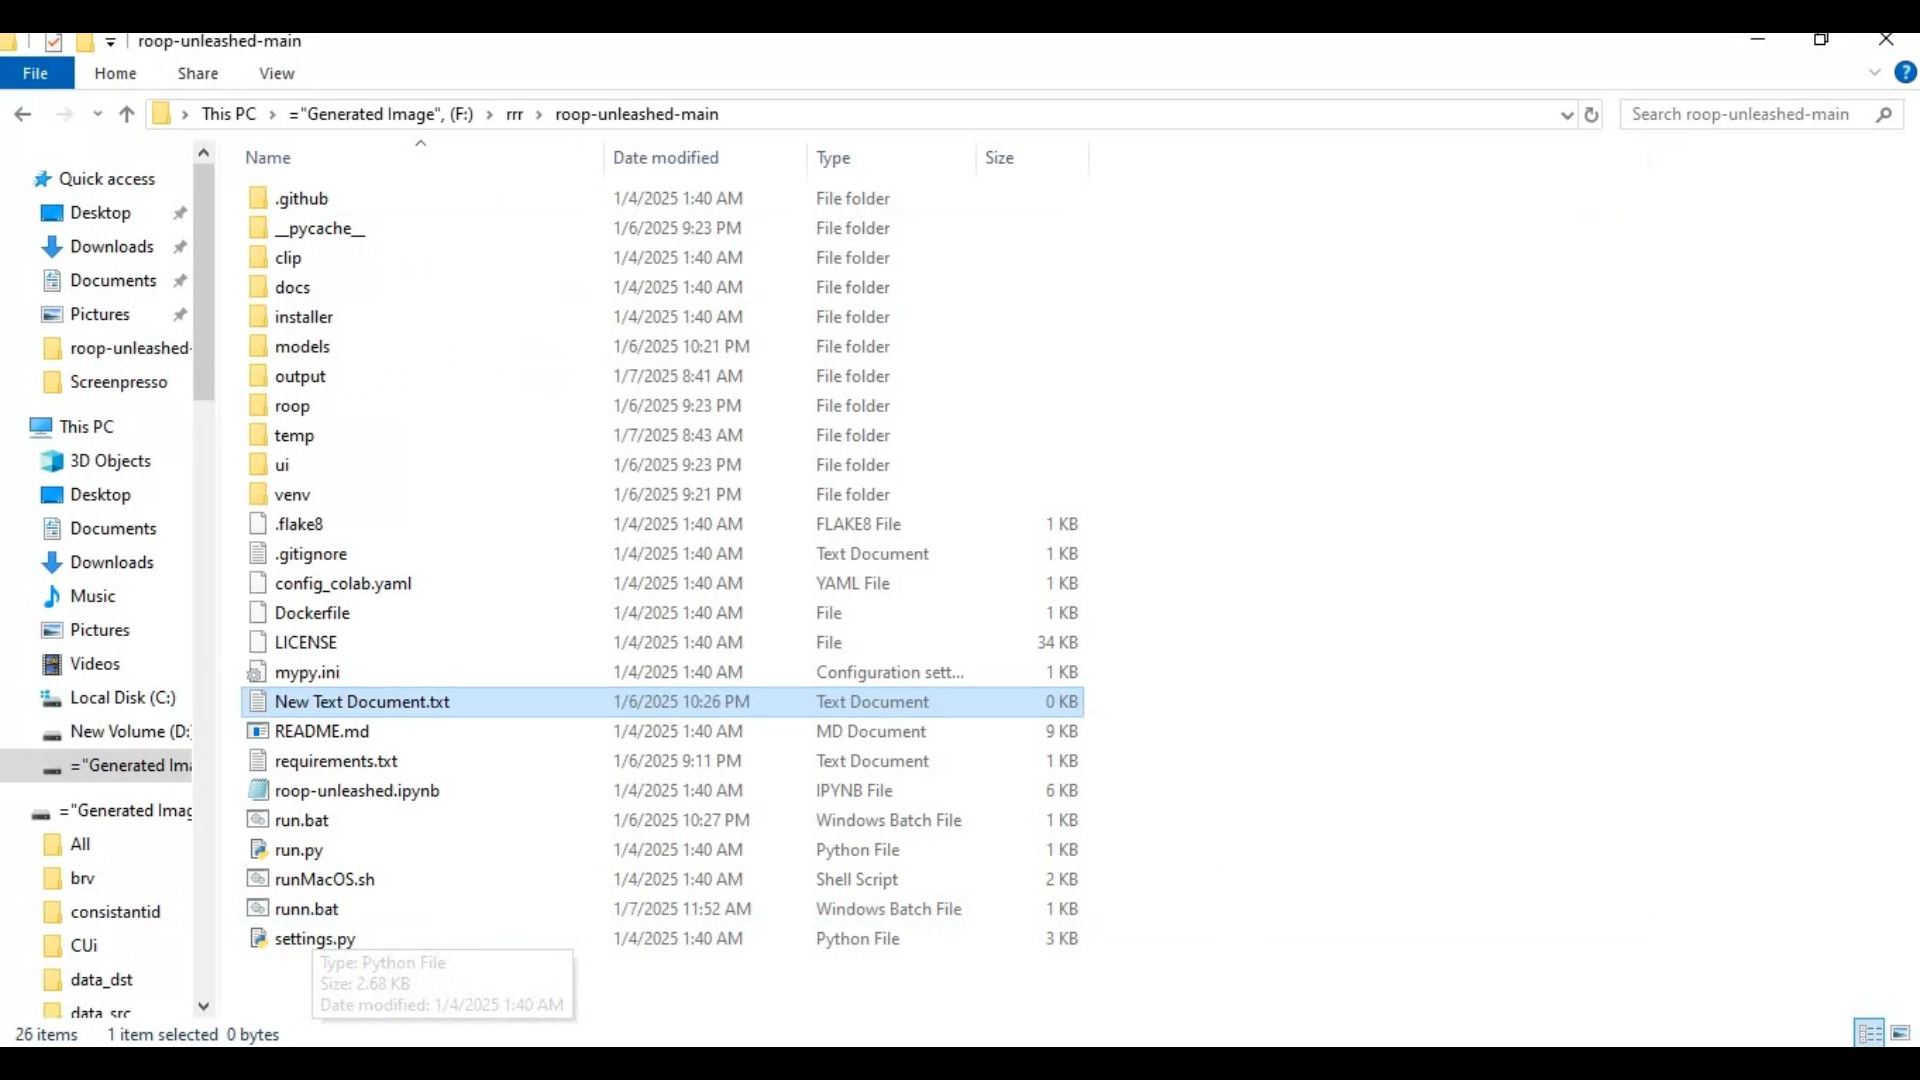 roop-unleashed-main
File Home Share View
This PC > ="Generated Image", (F:) > rrr > roop-unleashed-main
Search roop-unleashed-main
Name Date modified Type Size
Quick access
Desktop
Downloads
Documents
Pictures
roop-unleashed-
Screenpresso
This PC
3D Objects
Desktop
Documents
Downloads
Music
Pictures
Videos
Local Disk (C:)
New Volume (D:
="Generated Ima
="Generated Imag
All
brv
consistantid
CUi
data_dst
data_src
.github 1/4/2025 1:40 AM File folder
__pycache__ 1/6/2025 9:23 PM File folder
clip 1/4/2025 1:40 AM File folder
docs 1/4/2025 1:40 AM File folder
installer 1/4/2025 1:40 AM File folder
models 1/6/2025 10:21 PM File folder
output 1/7/2025 8:41 AM File folder
roop 1/6/2025 9:23 PM File folder
temp 1/7/2025 8:43 AM File folder
ui 1/6/2025 9:23 PM File folder
venv 1/6/2025 9:21 PM File folder
.flake8 1/4/2025 1:40 AM FLAKE8 File 1 KB
.gitignore 1/4/2025 1:40 AM Text Document 1 KB
config_colab.yaml 1/4/2025 1:40 AM YAML File 1 KB
Dockerfile 1/4/2025 1:40 AM File 1 KB
LICENSE 1/4/2025 1:40 AM File 34 KB
mypy.ini 1/4/2025 1:40 AM Configuration sett... 1 KB
New Text Document.txt 1/6/2025 10:26 PM Text Document 0 KB
README.md 1/4/2025 1:40 AM MD Document 9 KB
requirements.txt 1/6/2025 9:11 PM Text Document 1 KB
roop-unleashed.ipynb 1/4/2025 1:40 AM IPYNB File 6 KB
run.bat 1/6/2025 10:27 PM Windows Batch File 1 KB
run.py 1/4/2025 1:40 AM Python File 1 KB
runMacOS.sh 1/4/2025 1:40 AM Shell Script 2 KB
runn.bat 1/7/2025 11:52 AM Windows Batch File 1 KB
settings.py 1/4/2025 1:40 AM Python File 3 KB
Type: Python File
Size: 2.68 KB
Date modified: 1/4/2025 1:40 AM
26 items 1 item selected 0 bytes